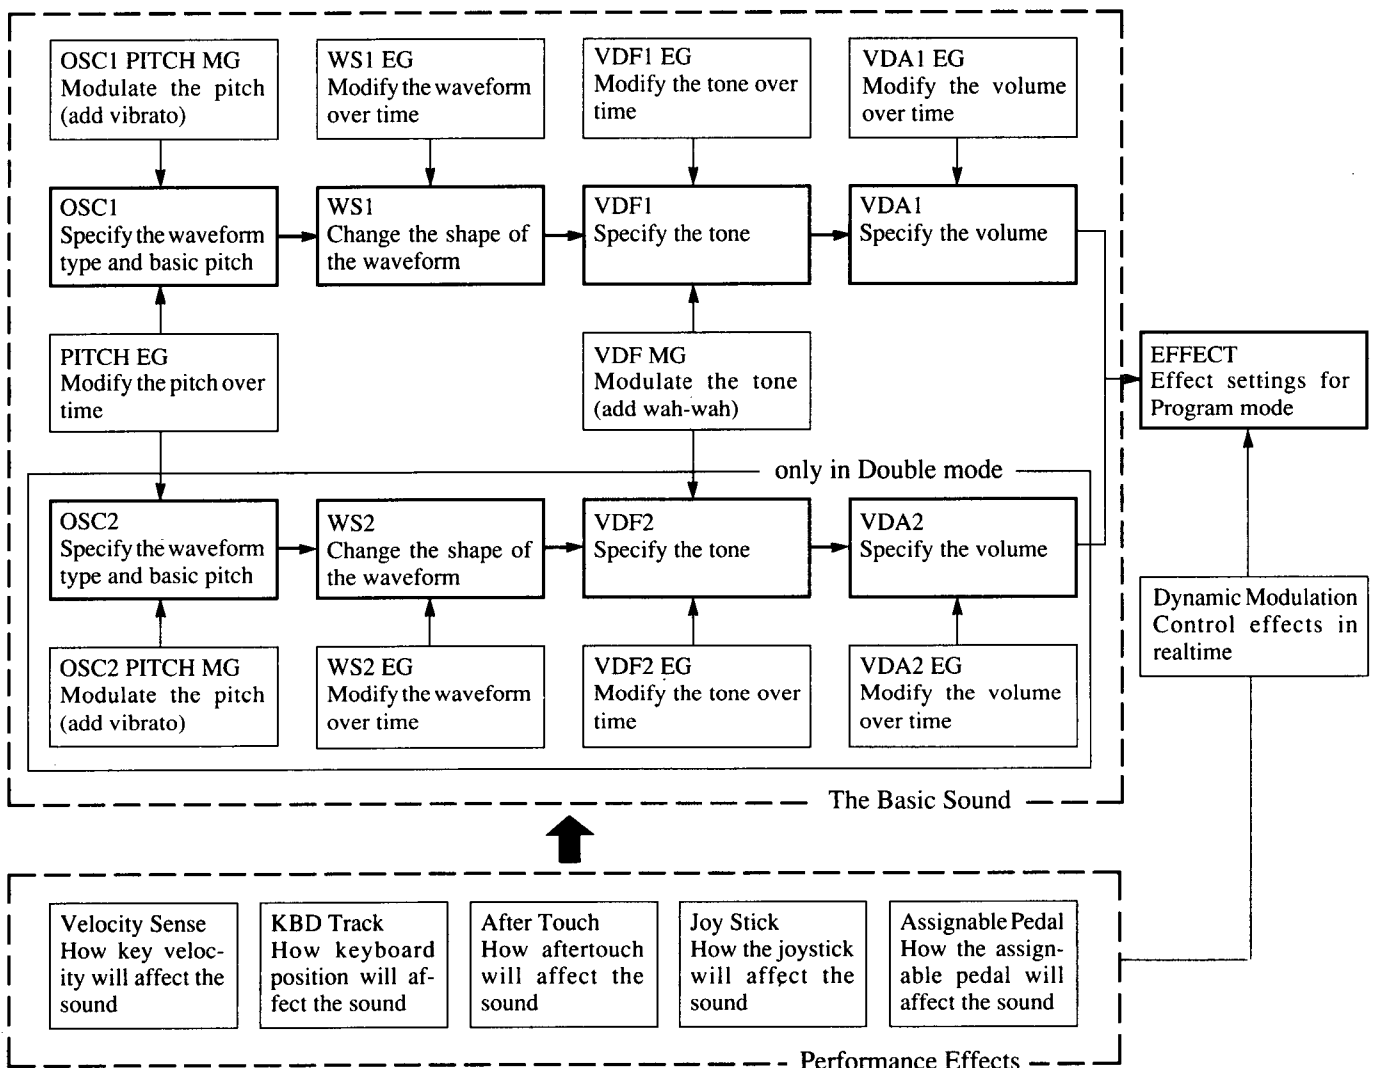 OSC1 PITCH MG
Modulate the pitch
(add vibrato)
WS1 EG
Modify the waveform
over time
VDF1 EG
Modify the tone over
time
VDA1 EG
Modify the volume
over time
OSC1
Specify the waveform
type and basic pitch
WS1
Change the shape of
the waveform
VDF1
Specify the tone
VDA1
Specify the volume
PITCH EG
Modify the pitch over
time
VDF MG
Modulate the tone
(add wah-wah)
EFFECT
Effect settings for
Program mode
only in Double mode
OSC2
Specify the waveform
type and basic pitch
WS2
Change the shape of
the waveform
VDF2
Specify the tone
VDA2
Specify the volume
Dynamic Modulation
Control effects in
realtime
OSC2 PITCH MG
Modulate the pitch
(add vibrato)
WS2 EG
Modify the waveform
over time
VDF2 EG
Modify the tone over
time
VDA2 EG
Modify the volume
over time
The Basic Sound
Velocity Sense
How key veloc-
ity will affect the
sound
KBD Track
How keyboard
position will af-
fect the sound
After Touch
How aftertouch
will affect the
sound
Joy Stick
How the joystick
will affect the
sound
Assignable Pedal
How the assign-
able pedal will
affect the sound
Performance Effects